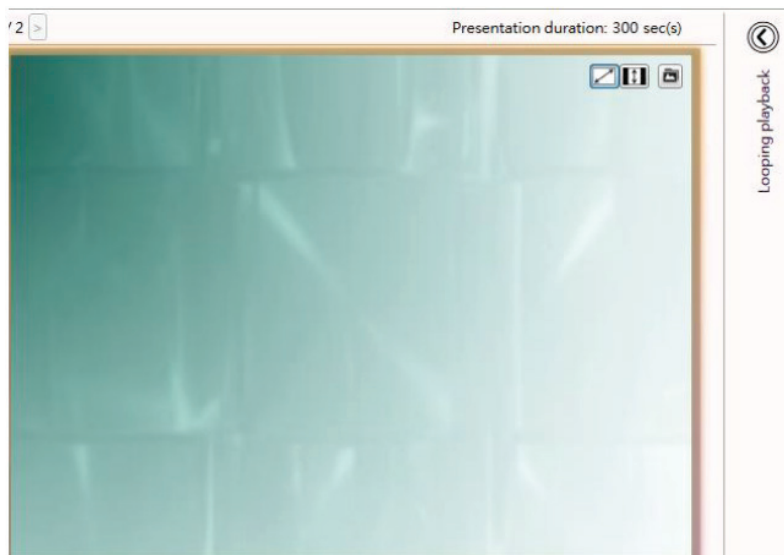 / 2 >
Presentation duration: 300 sec(s)
Looping playback